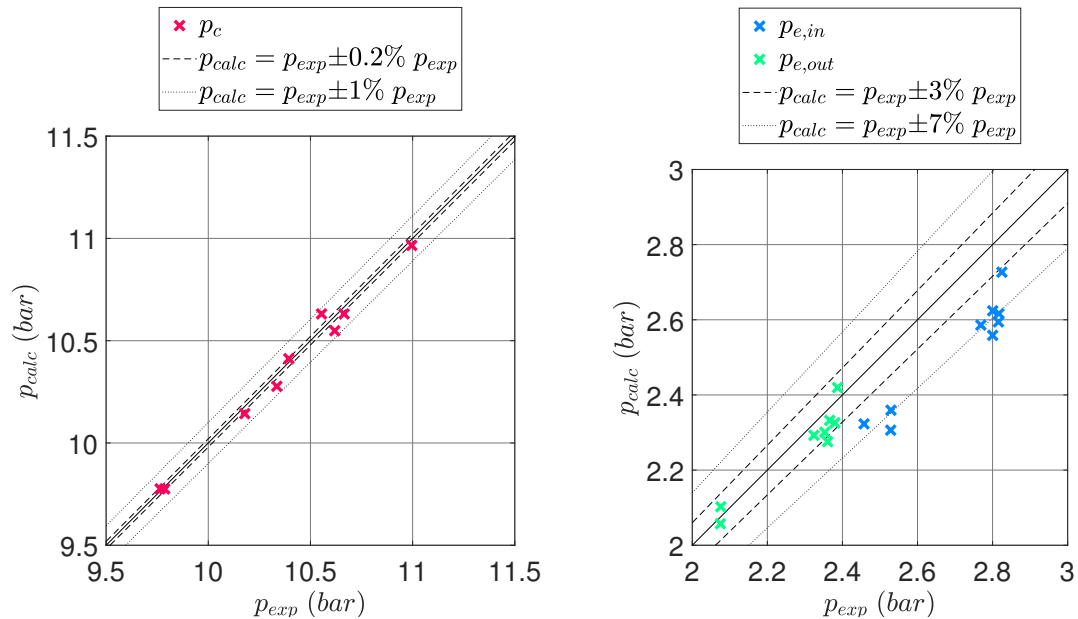 p_c
p_calc = p_exp±0.2% p_exp
p_calc = p_exp±1% p_exp
11.5
11
10.5
10
9.5
9.5 10 10.5 11 11.5
p_calc (bar)
p_exp (bar)
p_e,in
p_e,out
p_calc = p_exp±3% p_exp
p_calc = p_exp±7% p_exp
3
2.8
2.6
2.4
2.2
2
2 2.2 2.4 2.6 2.8 3
p_calc (bar)
p_exp (bar)